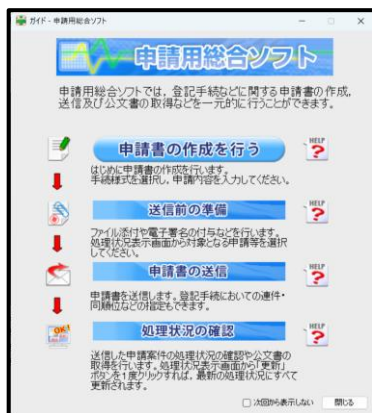 ガイド - 申請用総合ソフト
申請用総合ソフト
申請用総合ソフトでは、登記手続などに関する申請書の作成、
送信及び公文書の取得などを一元的に行うことができます。
申請書の作成を行う
HELP
?
はじめに申請書の作成を行います。
手続様式を選択し、申請内容を入力してください。
送信前の準備
HELP
?
ファイル添付や電子署名の付与などを行います。
処理状況表示画面から対象となる申請等を選択
してください。
申請書の送信
HELP
?
申請書を送信します。登記手続においての連件・
同順位などの指定もできます。
OK!
処理状況の確認
HELP
?
送信した申請案件の処理状況の確認や公文書の
取得を行います。処理状況表示画面から「更新」
ボタンを1度クリックすれば、最新の処理状況にすべて
更新されます。
次回から表示しない
閉じる